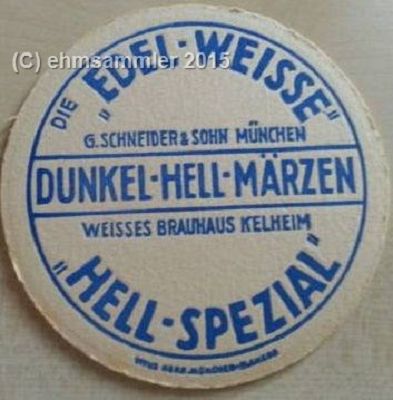 (C) ehmsammler 2015
DIE „EDEL-WEISSE“
G. SCHNEIDER & SOHN MÜNCHEN
DUNKEL-HELL-MÄRZEN
WEISSES BRAUHAUS KELHEIM
„HELL-SPEZIAL“